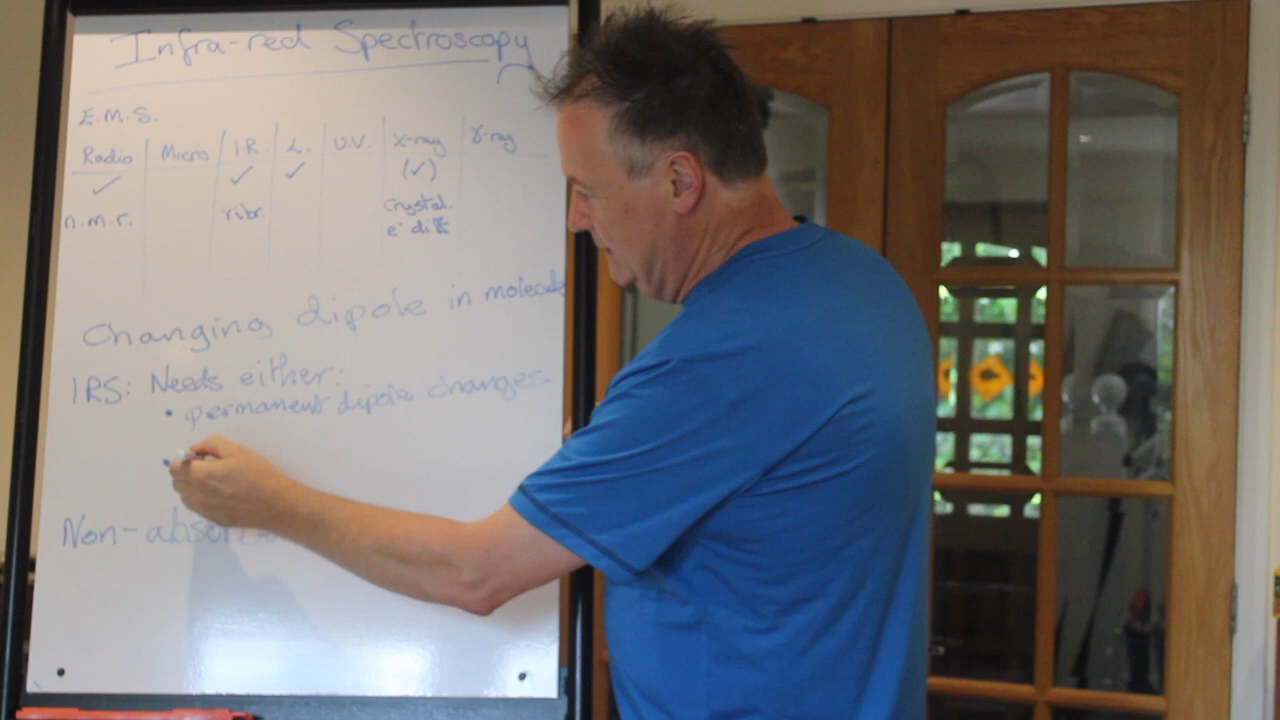 Infra-red Spectroscopy
E.M.S.
Radio Micro I.R. L. U.V. X-ray γ-ray
✓ ✓ ✓ (✓)
n.m.r. vibr. crystal.
e⁻ diff
Changing dipole in molecule
IRS: Needs either:
• permanent dipole changes.
•
Non-absor